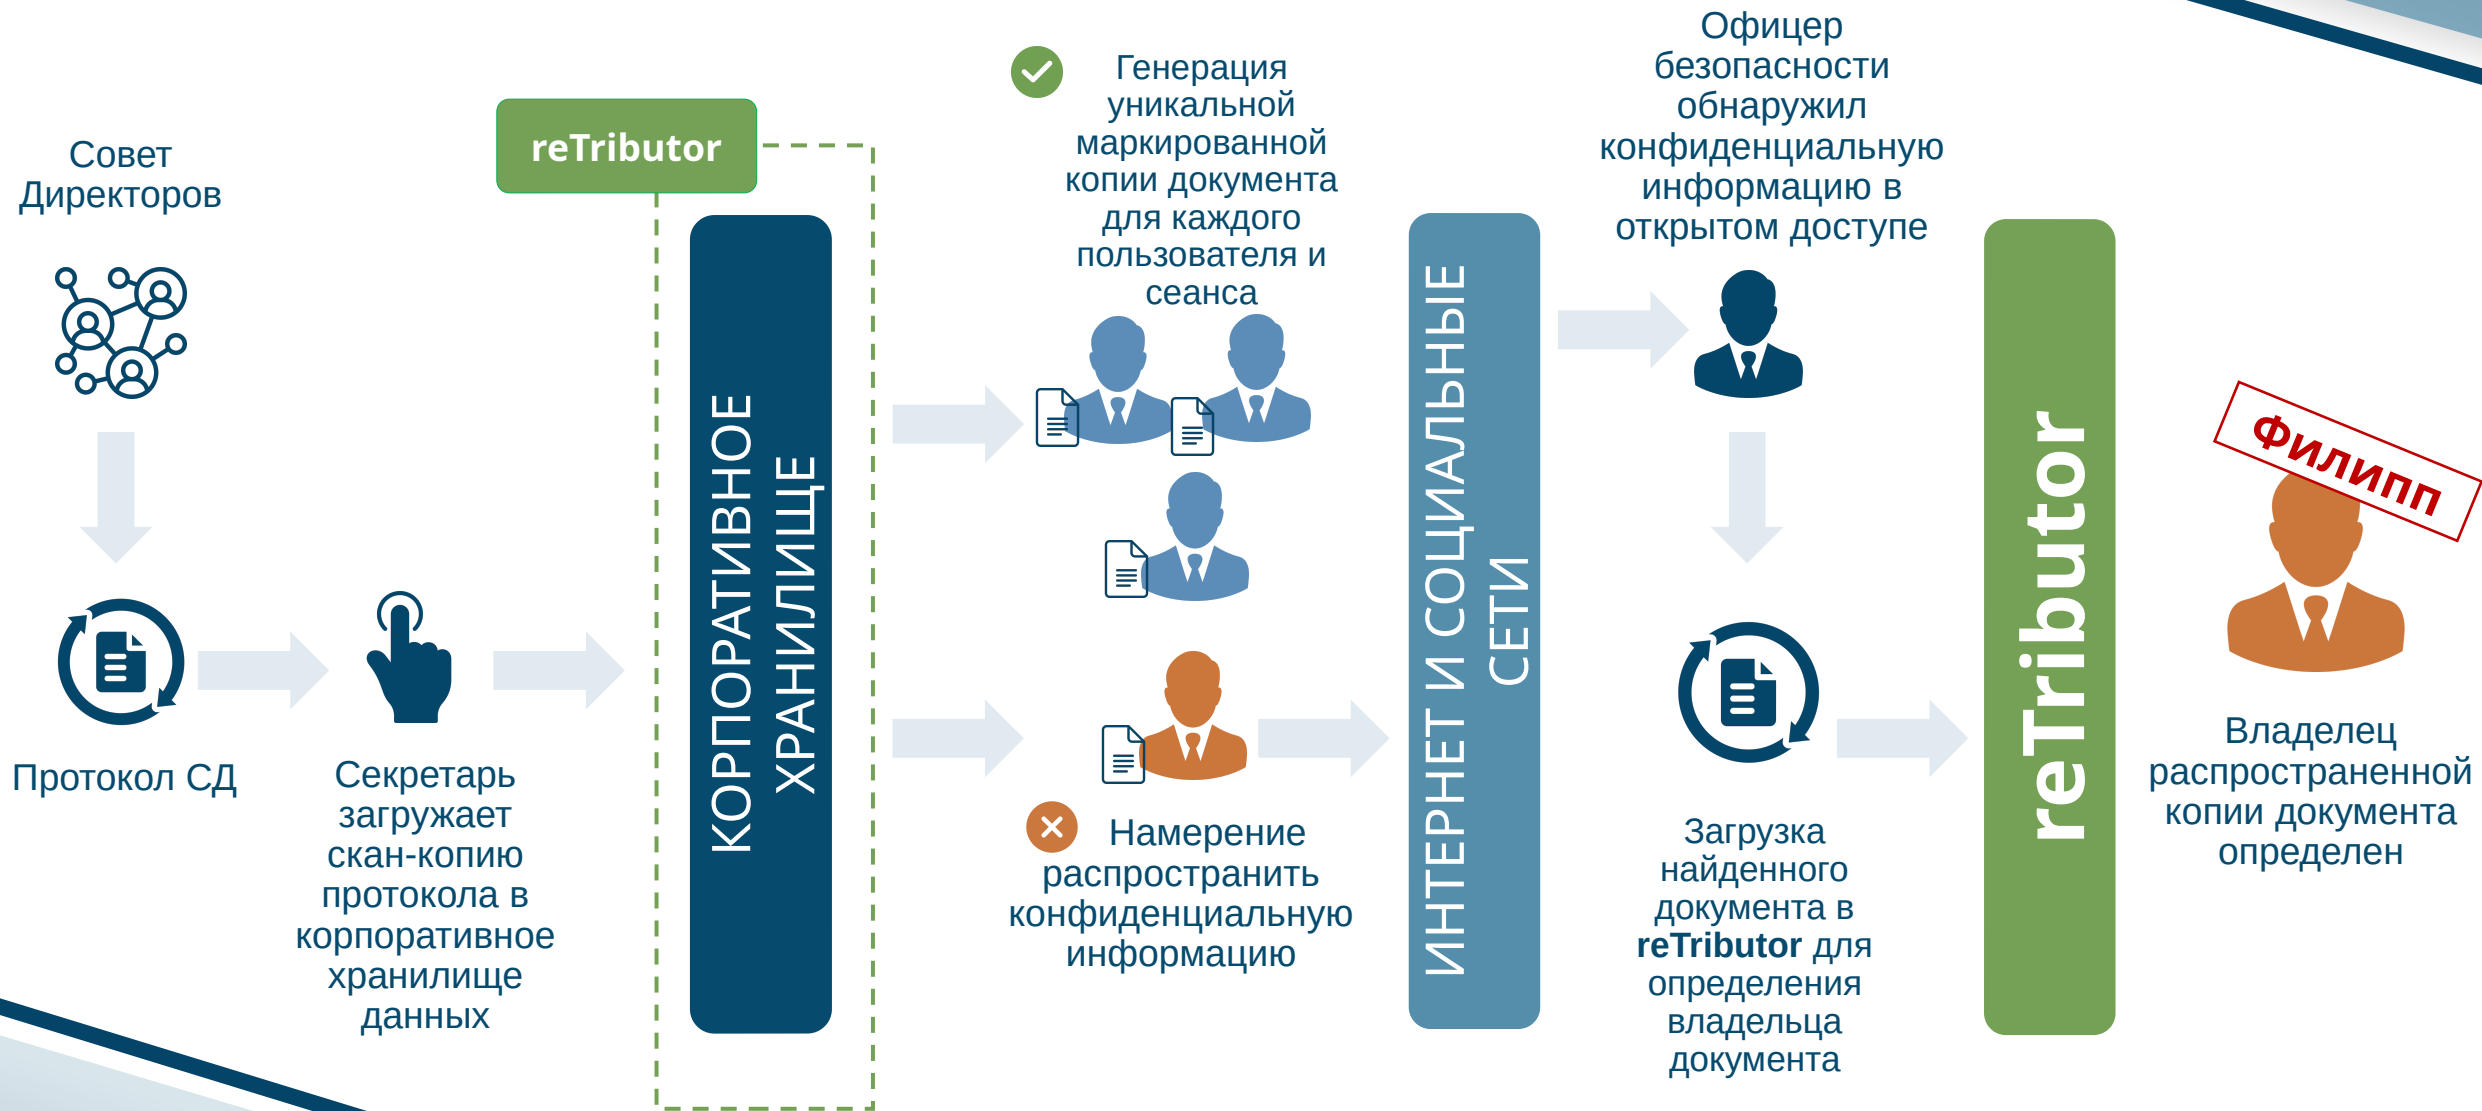 Совет
Директоров
Протокол СД
Секретарь
загружает
скан-копию
протокола в
корпоративное
хранилище
данных
reTributor
КОРПОРАТИВНОЕ
ХРАНИЛИЩЕ
Генерация
уникальной
маркированной
копии документа
для каждого
пользователя и
сеанса
Намерение
распространить
конфиденциальную
информацию
ИНТЕРНЕТ И СОЦИАЛЬНЫЕ
СЕТИ
Офицер
безопасности
обнаружил
конфиденциальную
информацию в
открытом доступе
Загрузка
найденного
документа в
reTributor для
определения
владельца
документа
reTributor
Филипп
Владелец
распространенной
копии документа
определен